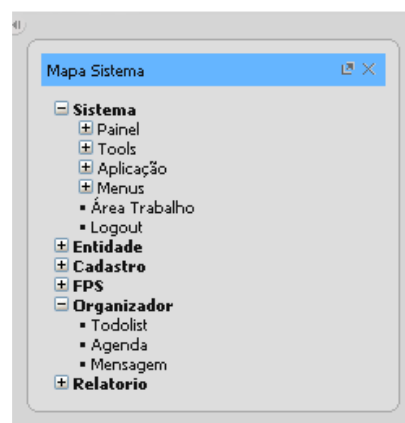 Mapa Sistema
Sistema
Painel
Tools
Aplicação
Menus
Área Trabalho
Logout
Entidade
Cadastro
FPS
Organizador
Todolist
Agenda
Mensagem
Relatorio